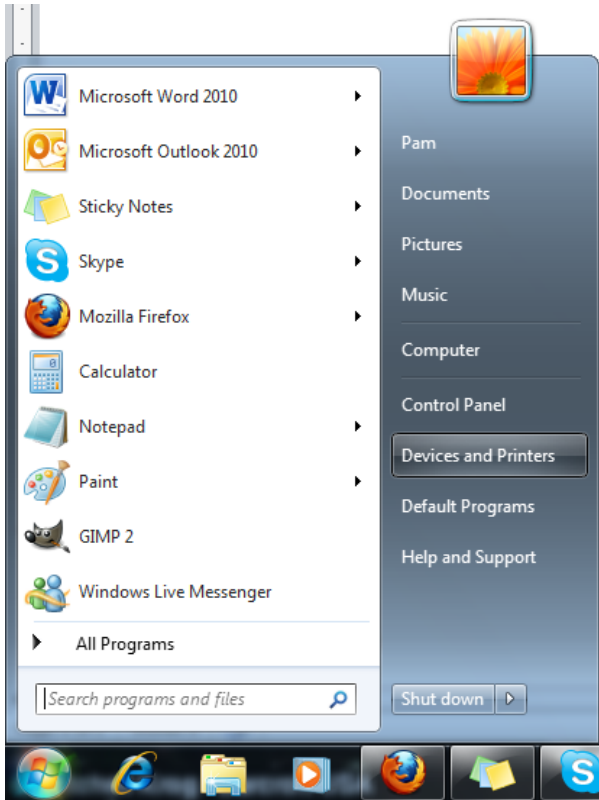 Microsoft Word 2010
Microsoft Outlook 2010
Sticky Notes
Skype
Mozilla Firefox
Calculator
Notepad
Paint
GIMP 2
Windows Live Messenger
All Programs
Search programs and files
Pam
Documents
Pictures
Music
Computer
Control Panel
Devices and Printers
Default Programs
Help and Support
Shut down